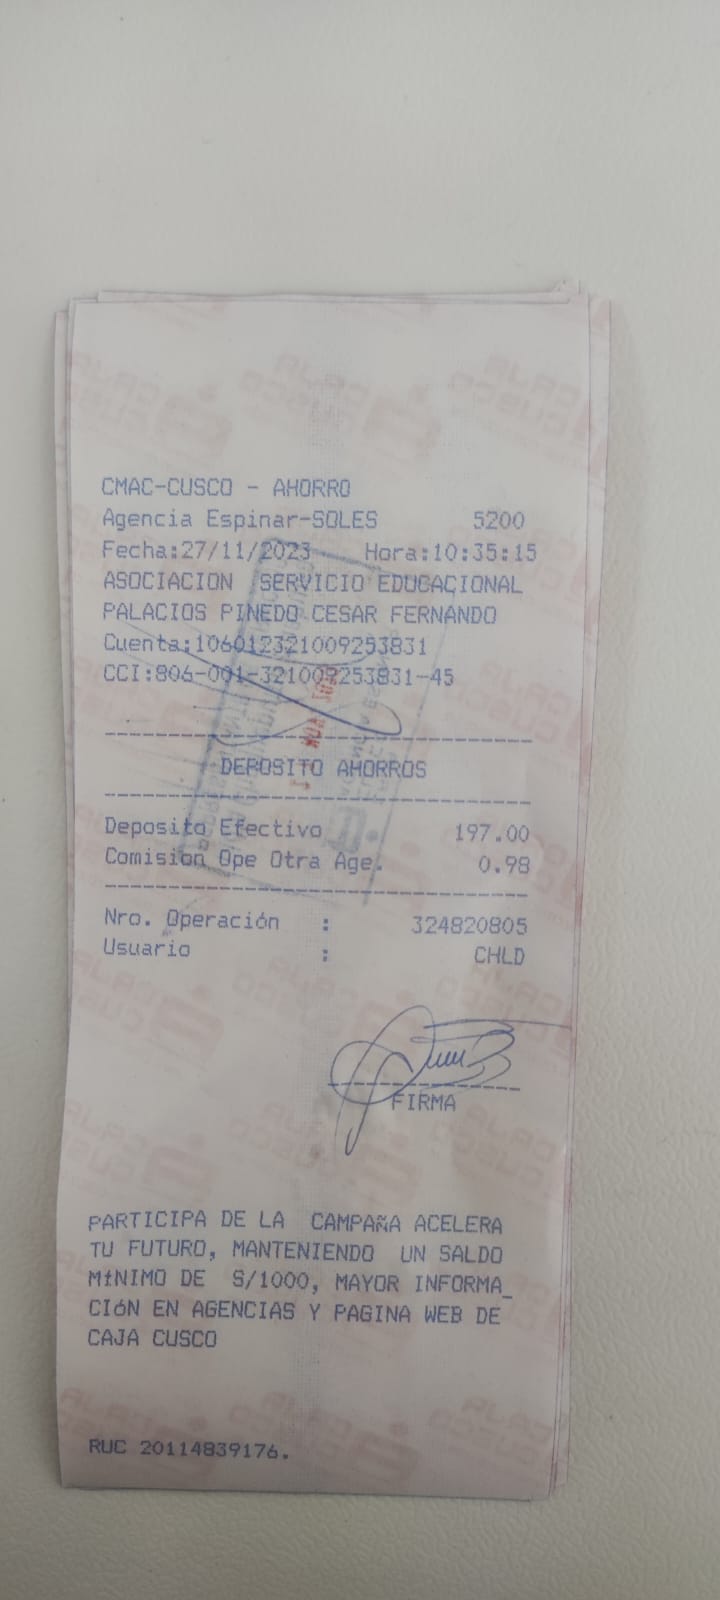 CMAC-CUSCO - AHORRO
Agencia Espinar-SOLES 5200
Fecha:27/11/2023 Hora:10:35:15
ASOCIACION SERVICIO EDUCACIONAL
PALACIOS PINEDO CESAR FERNANDO
Cuenta:106012321009253831
CCI:806-001-321009253831-45
DEPOSITO AHORROS
Deposito Efectivo 197.00
Comision Ope Otra Age. 0.98
Nro. Operación : 324820805
Usuario : CHLD
FIRMA
PARTICIPA DE LA CAMPAÑA ACELERA
TU FUTURO, MANTENIENDO UN SALDO
MíNIMO DE S/1000, MAYOR INFORMA_
CIóN EN AGENCIAS Y PAGINA WEB DE
CAJA CUSCO
RUC 20114839176.